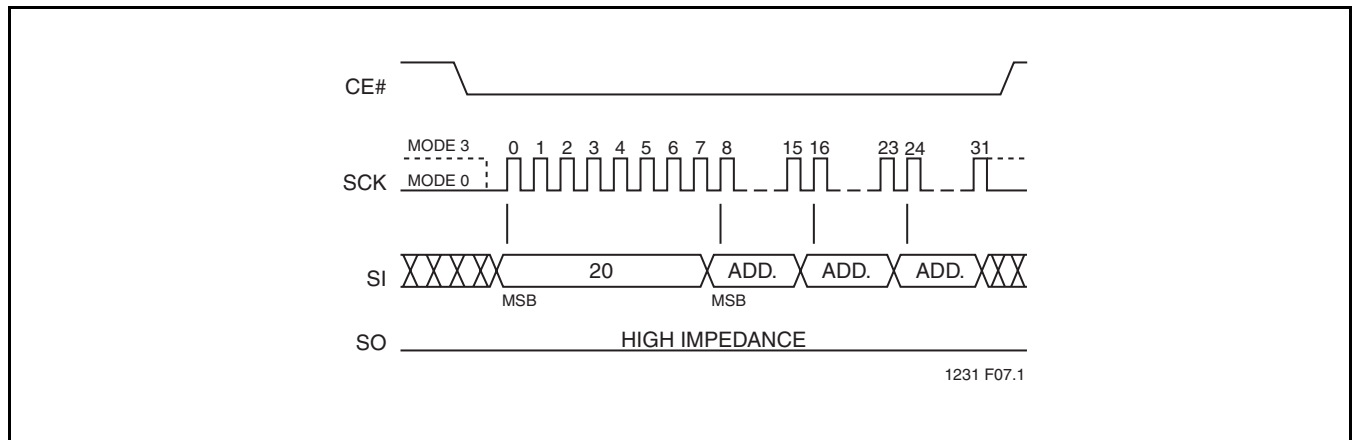 CE#
MODE 3 0 1 2 3 4 5 6 7 8 15 16 23 24 31
SCK MODE 0
SI 20 ADD. ADD. ADD.
MSB MSB
SO HIGH IMPEDANCE
1231 F07.1